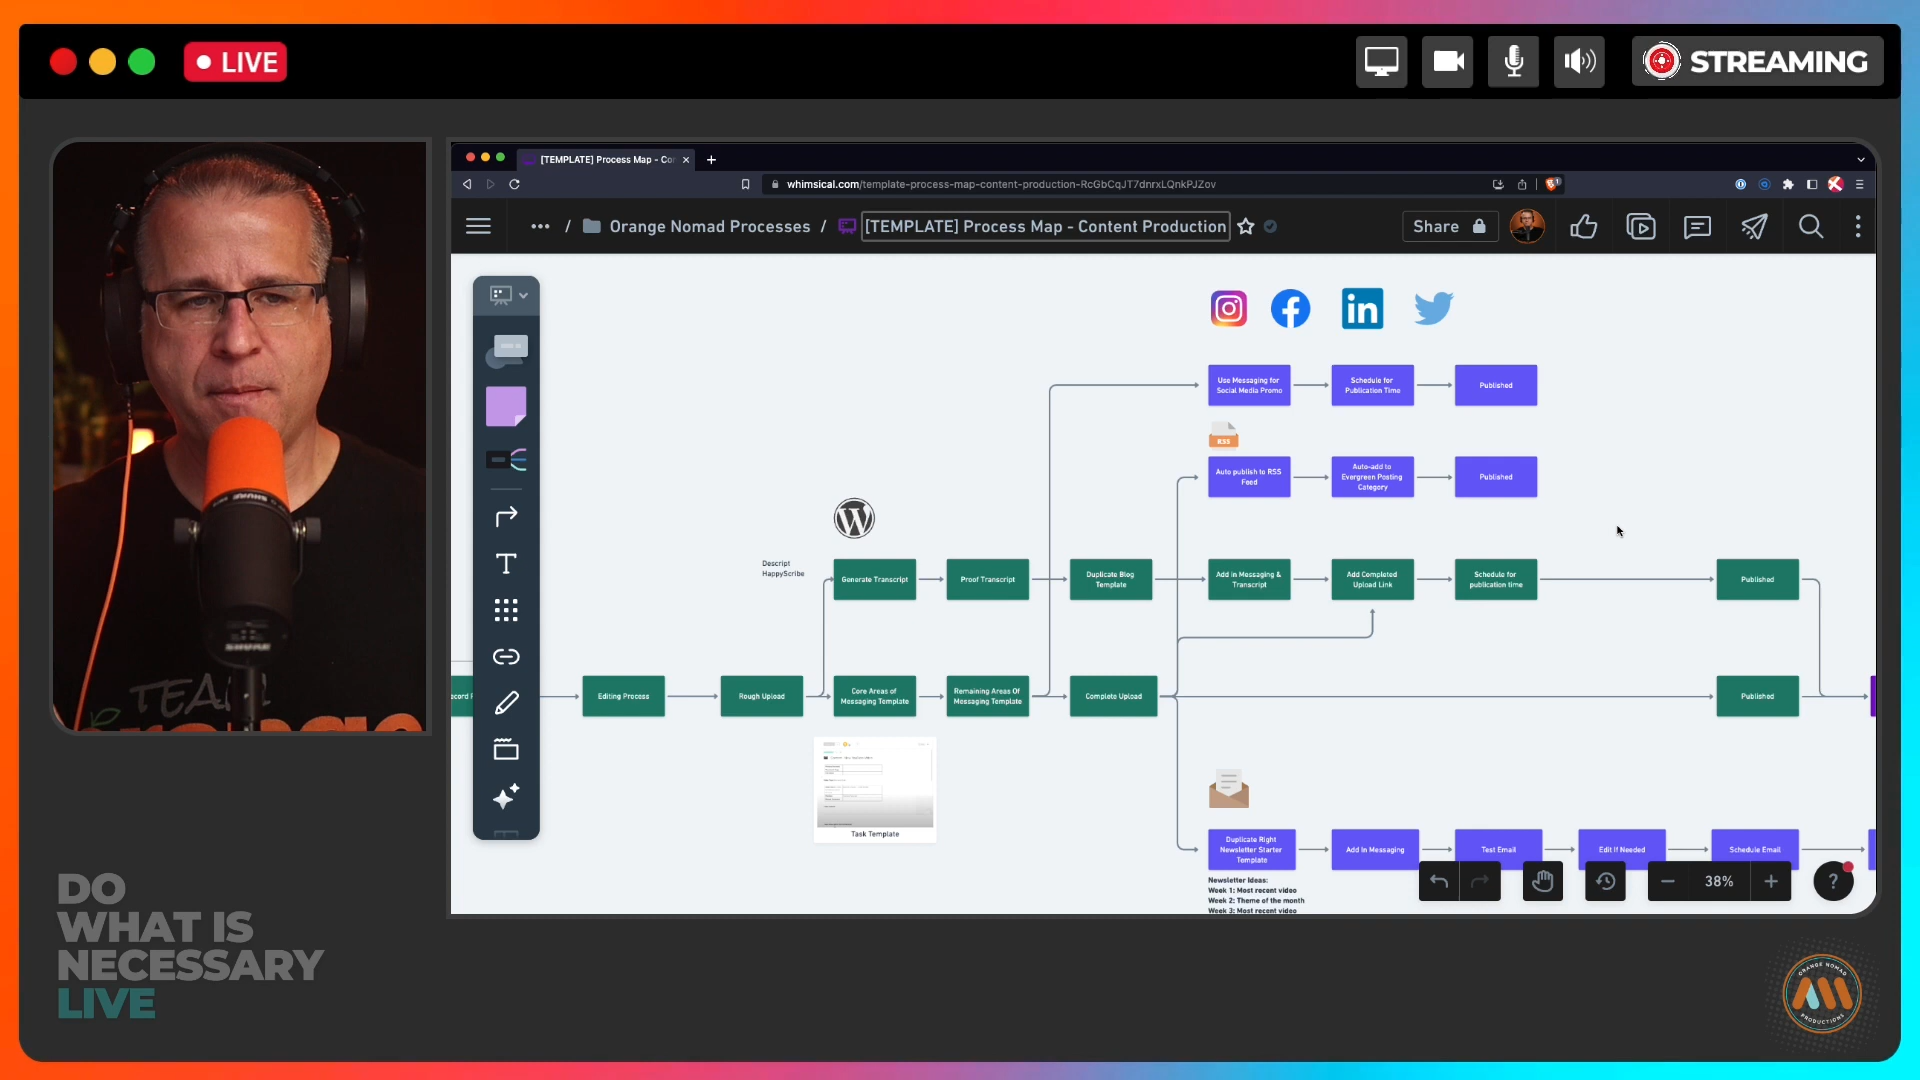 LIVE
STREAMING
[TEMPLATE] Process Map - Co
whimsical.com/template-process-map-content-production-RcGbCqJT7dnrxLQnkPJZov
Orange Nomad Processes / [TEMPLATE] Process Map - Content Production
Share
Use Messaging for
Social Media Promo
Schedule for
Publication Time
Published
RSS
Auto publish to RSS
Feed
Auto-add to
Evergreen Posting
Category
Published
Descript
HappyScribe
Generate Transcript
Proof Transcript
Duplicate Blog
Template
Add in Messaging &
Transcript
Add Completed
Upload Link
Schedule for
publication time
Published
Editing Process
Rough Upload
Core Areas of
Messaging Template
Remaining Areas Of
Messaging Template
Complete Upload
Published
Task Template
Duplicate Right
Newsletter Starter
Template
Add In Messaging
Test Email
Edit If Needed
Schedule Email
Newsletter Ideas:
Week 1: Most recent video
Week 2: Theme of the month
Week 3: Most recent video
38%
?
SHURE
TEAM
DO
WHAT IS
NECESSARY
LIVE
ORANGE NOMAD
PRODUCTIONS